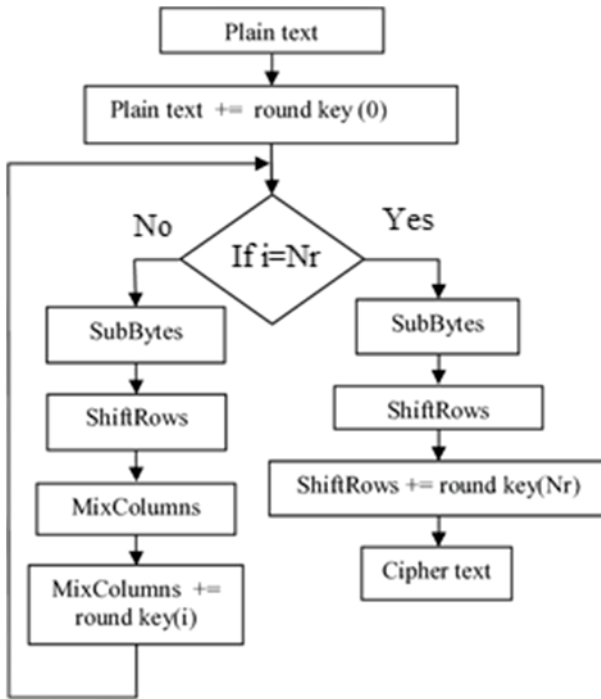 Plain text
Plain text += round key (0)
If i=Nr
No
Yes
SubBytes
ShiftRows
MixColumns
MixColumns +=
round key(i)
SubBytes
ShiftRows
ShiftRows += round key(Nr)
Cipher text